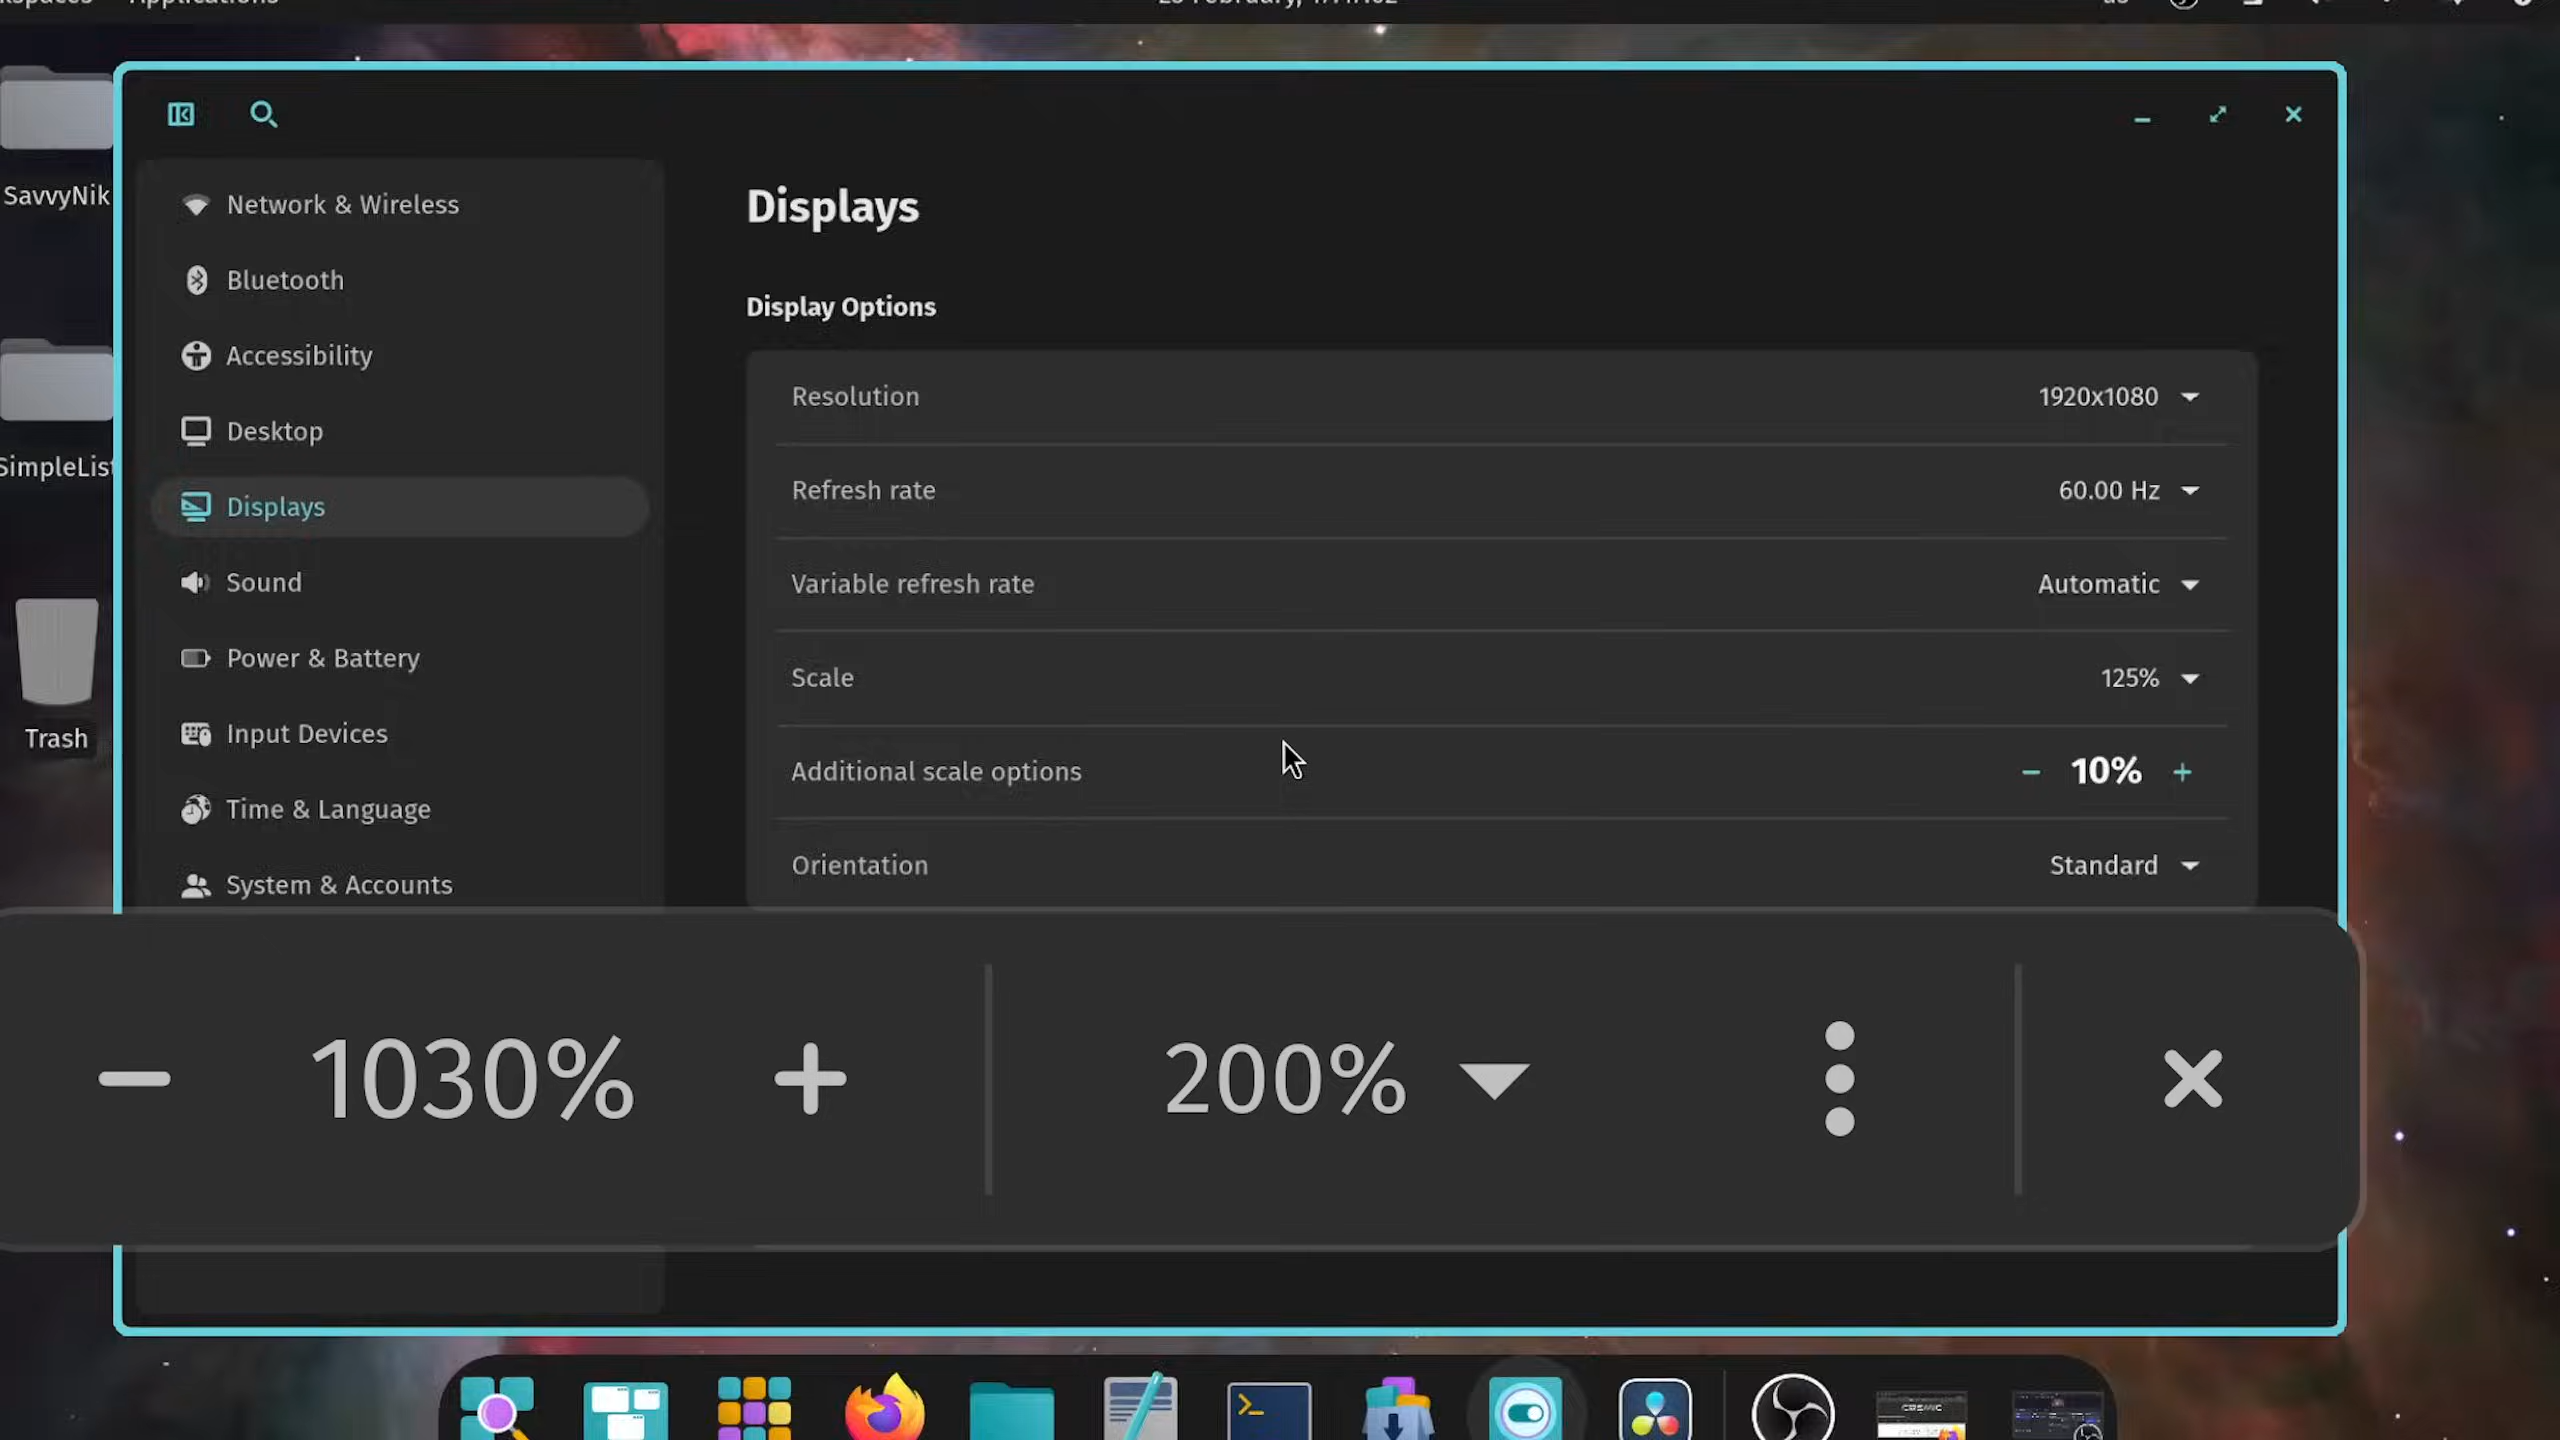 Applications
SavvyNik
SimpleList
Trash
Network & Wireless
Bluetooth
Accessibility
Desktop
Displays
Sound
Power & Battery
Input Devices
Time & Language
System & Accounts
Displays
Display Options
Resolution 1920x1080
Refresh rate 60.00 Hz
Variable refresh rate Automatic
Scale 125%
Additional scale options − 10% +
Orientation Standard
− 1030% + 200%
COSMIC